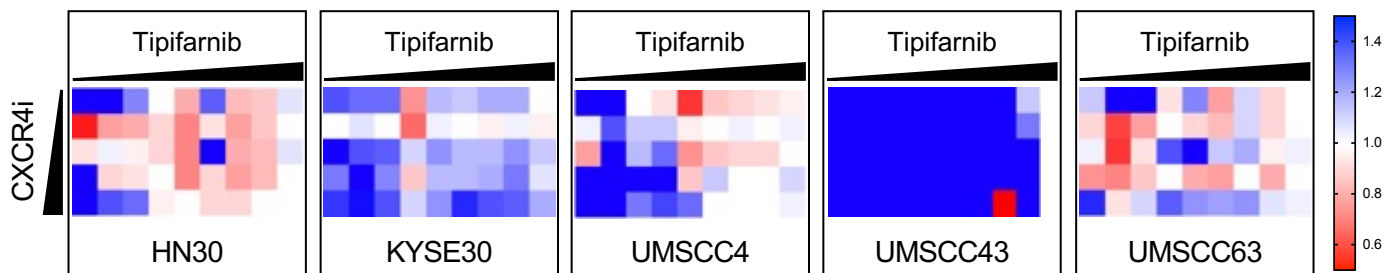 Tipifarnib Tipifarnib Tipifarnib Tipifarnib Tipifarnib
CXCR4i
HN30 KYSE30 UMSCC4 UMSCC43 UMSCC63
1.4
1.2
1.0
0.8
0.6